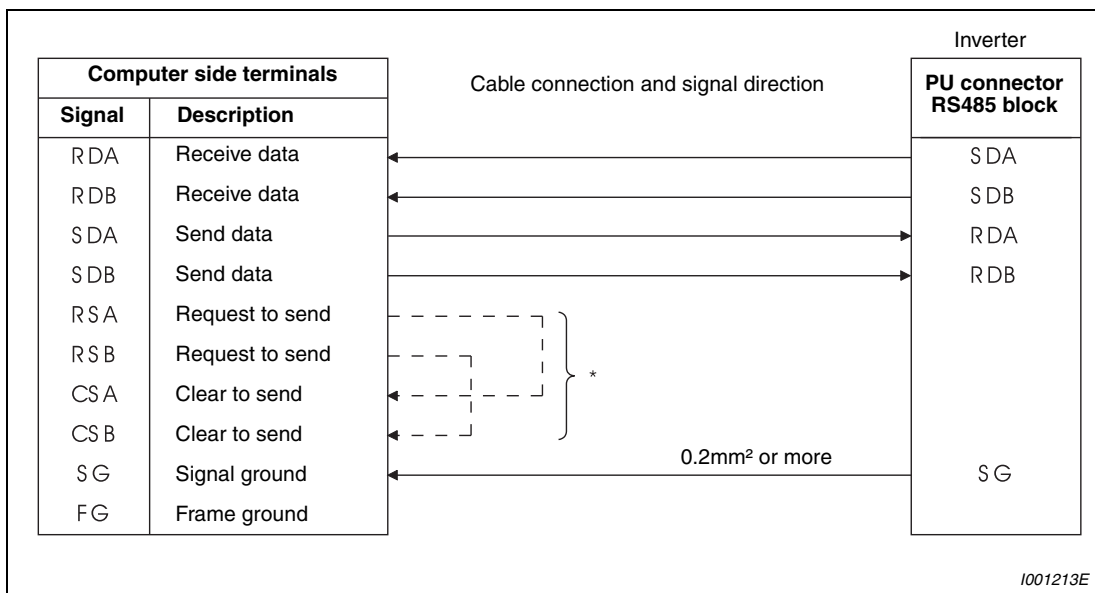 Inverter
Computer side terminals
Cable connection and signal direction
PU connector
RS485 block
Signal Description
RDA Receive data SDA
RDB Receive data SDB
SDA Send data RDA
SDB Send data RDB
RSA Request to send
RSB Request to send
*
CSA Clear to send
CSB Clear to send
0.2mm² or more
SG Signal ground SG
FG Frame ground
I001213E